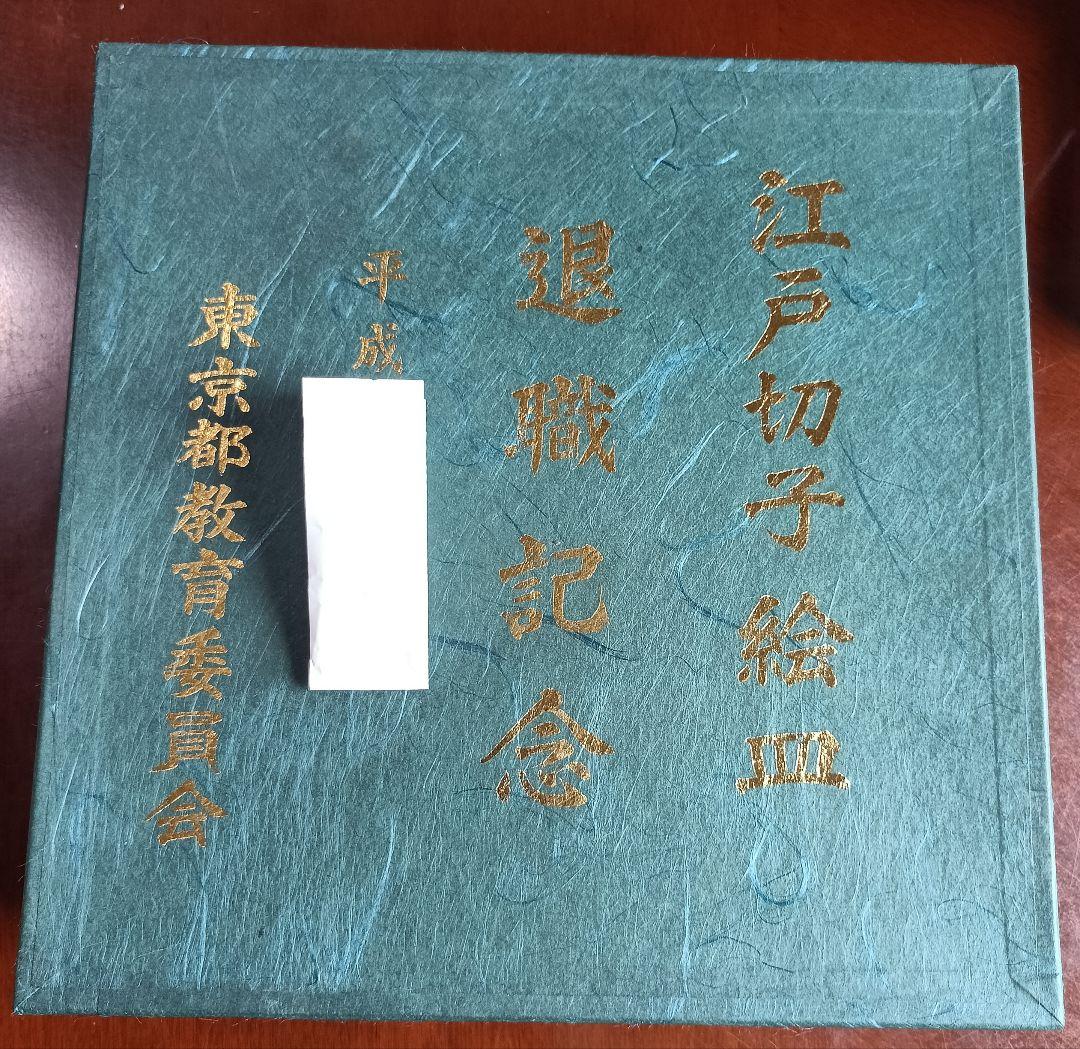 江戸切子絵皿
退職記念
平成
東京都教育委員会